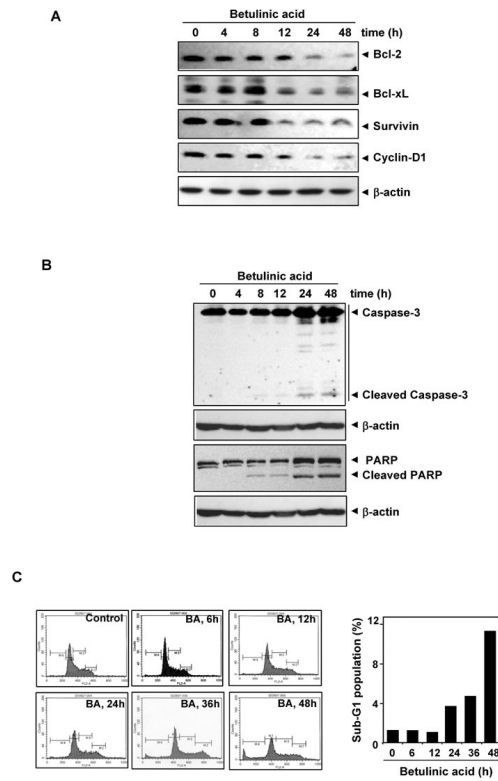 A
Betulinic acid
0 4 8 12 24 48 time (h)
Bcl-2
Bcl-xL
Survivin
Cyclin-D1
β-actin
B
Betulinic acid
0 4 8 12 24 48 time (h)
Caspase-3
Cleaved Caspase-3
β-actin
PARP
Cleaved PARP
β-actin
C
Control BA, 6h BA, 12h
BA, 24h BA, 36h BA, 48h
Sub-G1 population (%)
12
8
4
0
0 6 12 24 36 48
Betulinic acid (h)